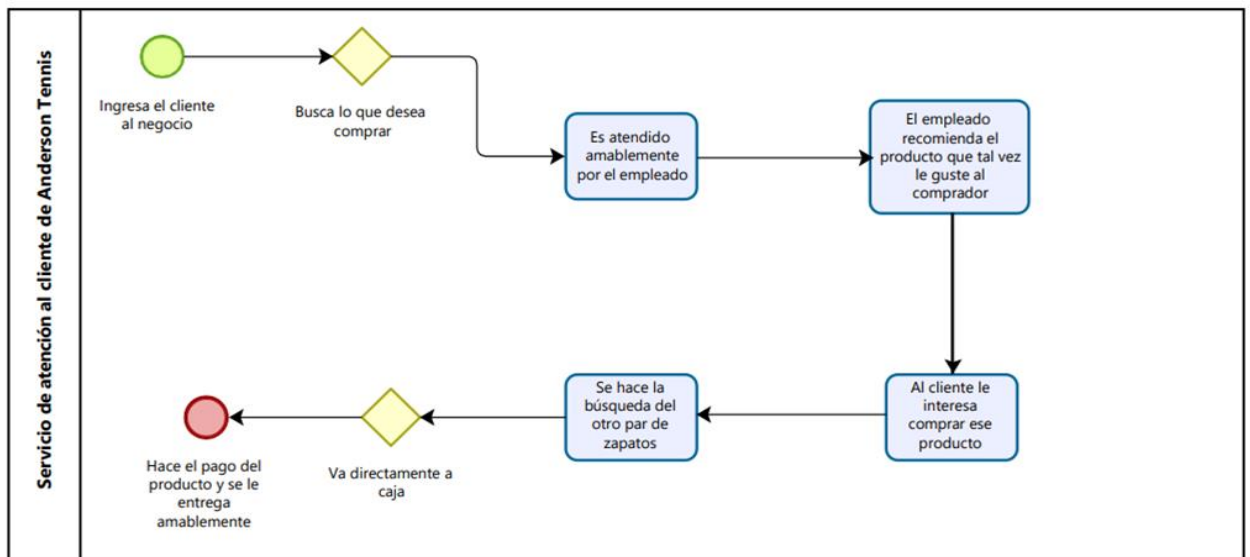 Servicio de atención al cliente de Anderson Tennis
Ingresa el cliente
al negocio
Busca lo que desea
comprar
Es atendido
amablemente
por el empleado
El empleado
recomienda el
producto que tal vez
le guste al
comprador
Al cliente le
interesa
comprar ese
producto
Se hace la
búsqueda del
otro par de
zapatos
Va directamente a
caja
Hace el pago del
producto y se le
entrega
amablemente